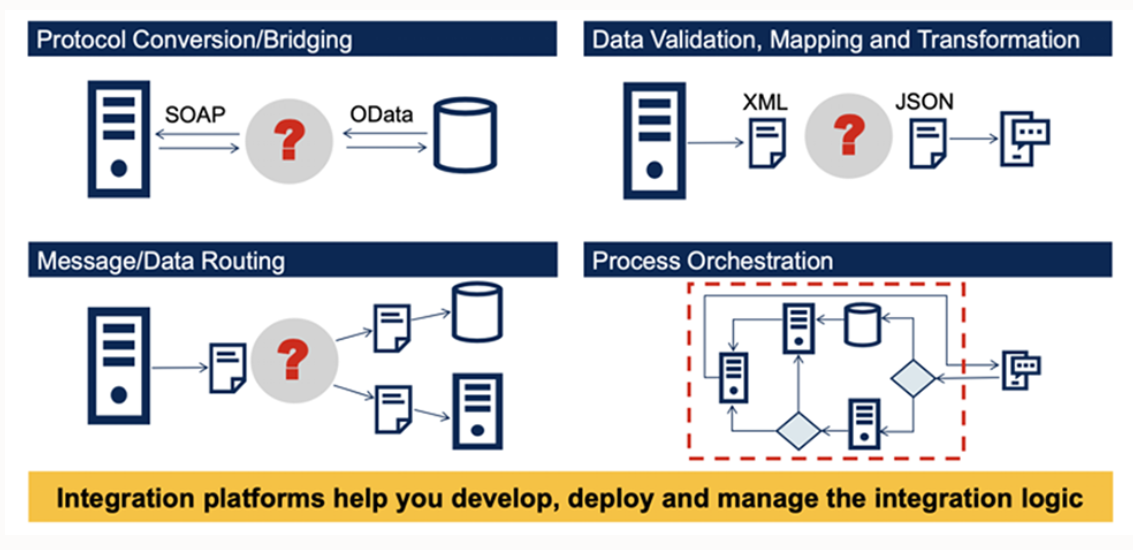 Protocol Conversion/Bridging
SOAP
?
OData
Data Validation, Mapping and Transformation
XML
?
JSON
Message/Data Routing
?
Process Orchestration
Integration platforms help you develop, deploy and manage the integration logic